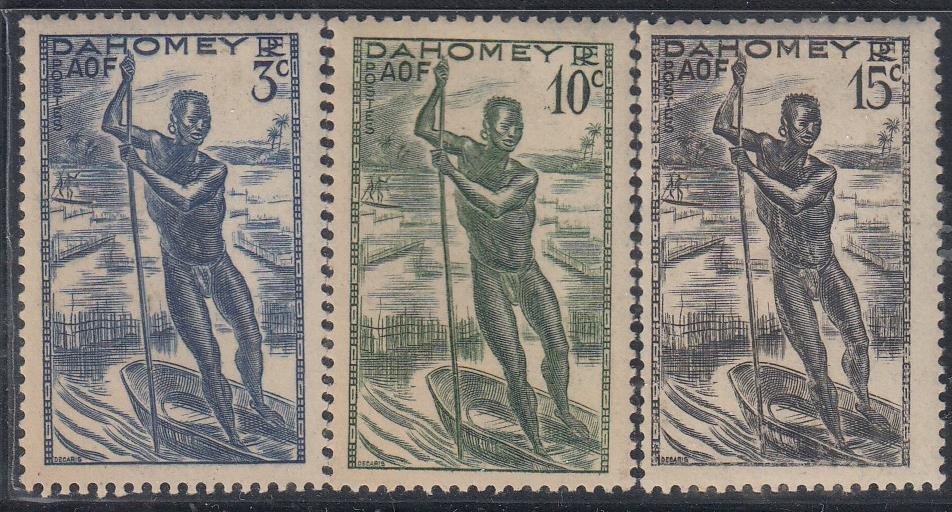 DAHOMEY RF
POSTES AOF 3c
DECARIS
DAHOMEY RF
POSTES AOF 10c
DECARIS
DAHOMEY RF
POSTES AOF 15c
DECARIS